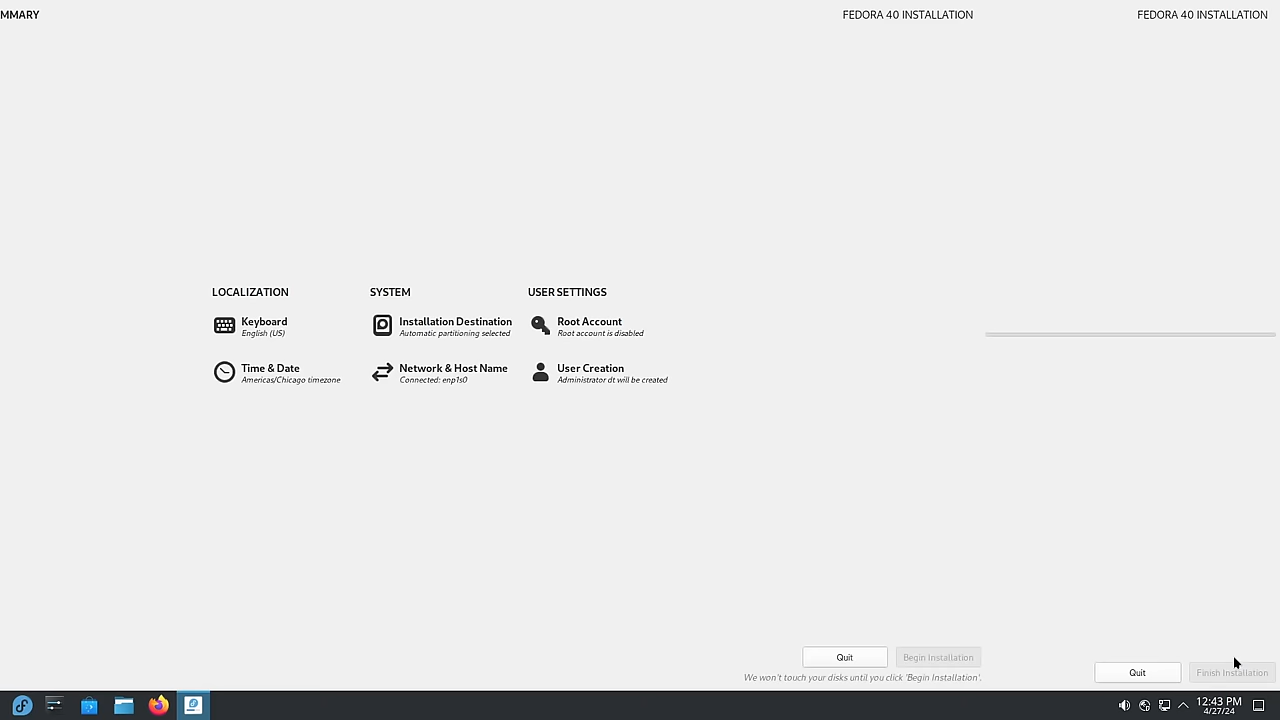 MMARY
FEDORA 40 INSTALLATION
FEDORA 40 INSTALLATION
LOCALIZATION
SYSTEM
USER SETTINGS
Keyboard
English (US)
Installation Destination
Automatic partitioning selected
Root Account
Root account is disabled
Time & Date
Americas/Chicago timezone
Network & Host Name
Connected: enp1s0
User Creation
Administrator dt will be created
Quit
Begin Installation
We won't touch your disks until you click 'Begin Installation'.
Quit
Finish Installation
12:43 PM
4/27/24